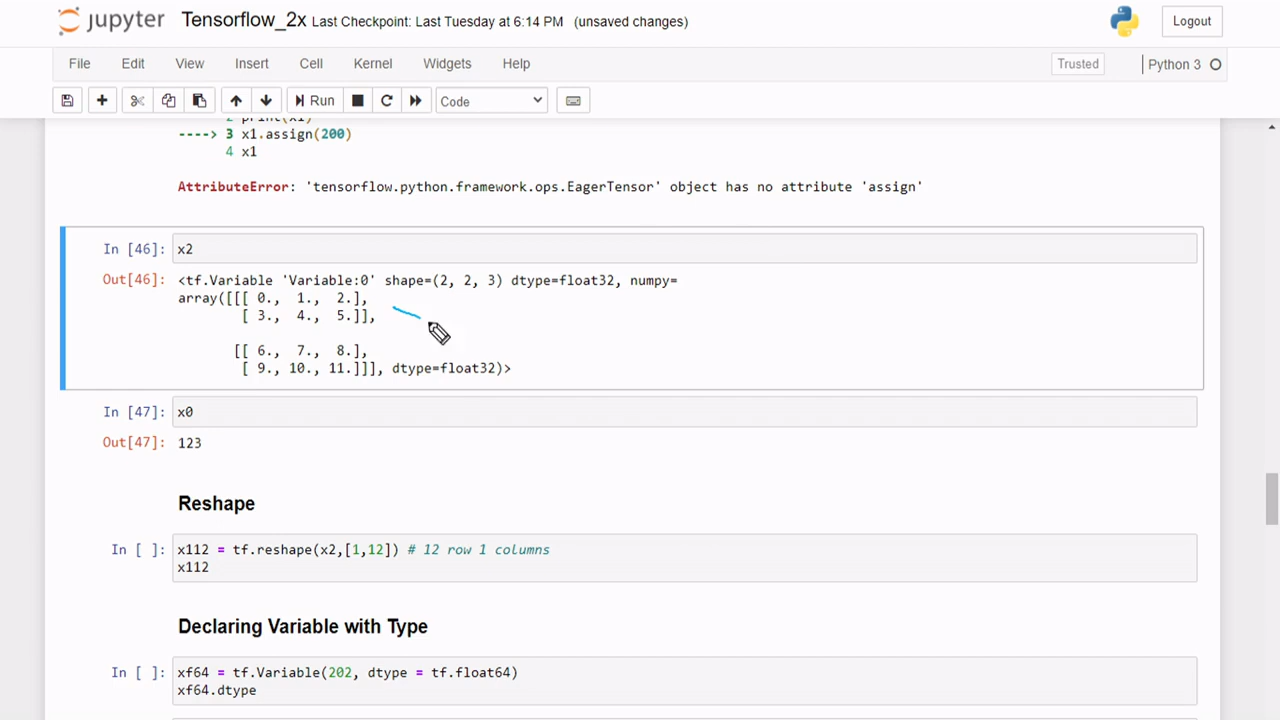 jupyter Tensorflow_2x Last Checkpoint: Last Tuesday at 6:14 PM (unsaved changes) Logout
File Edit View Insert Cell Kernel Widgets Help Trusted Python 3
Run Code
2 print(x1)
----> 3 x1.assign(200)
4 x1
AttributeError: 'tensorflow.python.framework.ops.EagerTensor' object has no attribute 'assign'
In [46]: x2
Out[46]: <tf.Variable 'Variable:0' shape=(2, 2, 3) dtype=float32, numpy=
array([[[ 0., 1., 2.],
[ 3., 4., 5.]],
[[ 6., 7., 8.],
[ 9., 10., 11.]]], dtype=float32)>
In [47]: x0
Out[47]: 123
Reshape
In [ ]: x112 = tf.reshape(x2,[1,12]) # 12 row 1 columns
x112
Declaring Variable with Type
In [ ]: xf64 = tf.Variable(202, dtype = tf.float64)
xf64.dtype